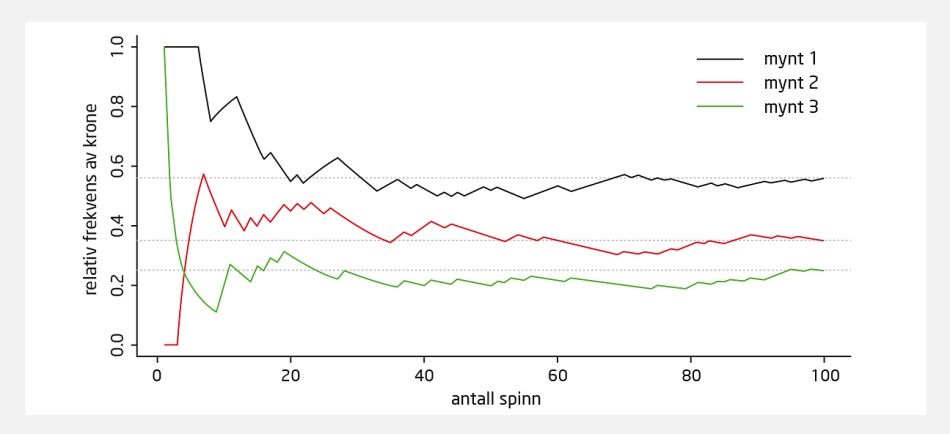 relativ frekvens av krone
1.0
0.8
0.6
0.4
0.2
0.0
mynt 1
mynt 2
mynt 3
0 20 40 60 80 100
antall spinn